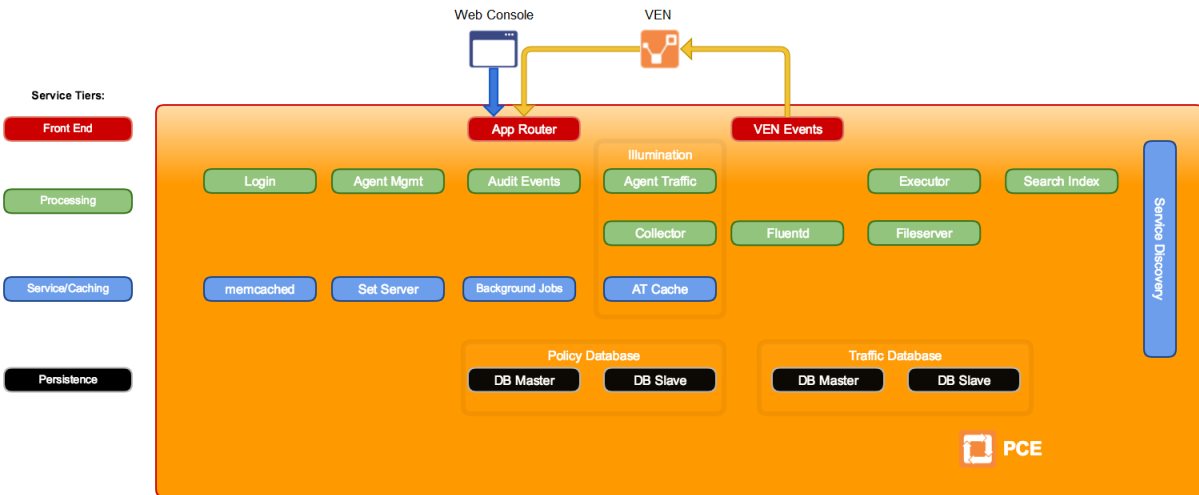 Web Console
VEN
Service Tiers:
Front End
App Router
VEN Events
Illumination
Processing
Login
Agent Mgmt
Audit Events
Agent Traffic
Executor
Search Index
Collector
Fluentd
Fileserver
Service Discovery
Service/Caching
memcached
Set Server
Background Jobs
AT Cache
Policy Database
Traffic Database
Persistence
DB Master
DB Slave
DB Master
DB Slave
PCE